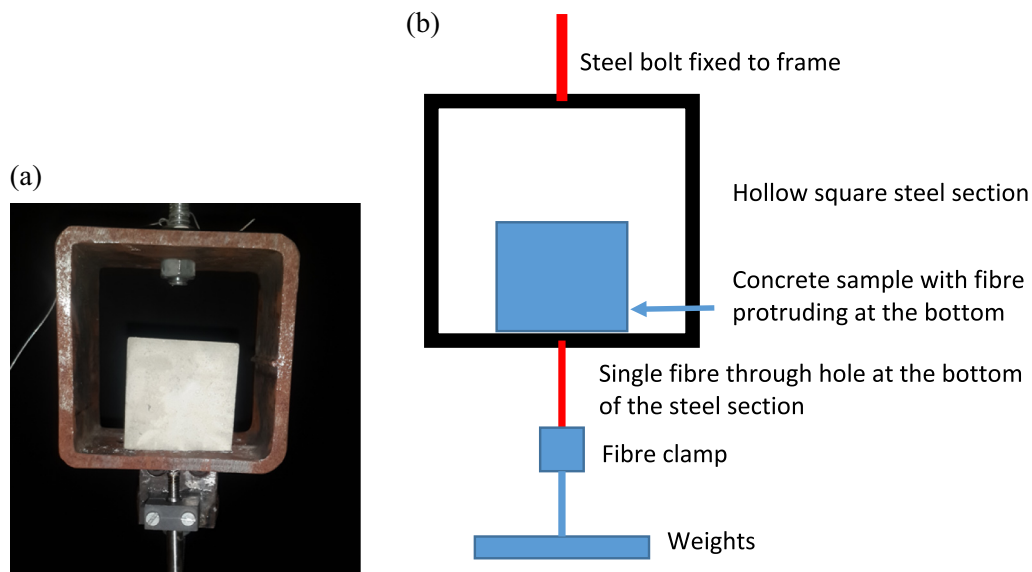 (a)
(b)
Steel bolt fixed to frame
Hollow square steel section
Concrete sample with fibre
protruding at the bottom
Single fibre through hole at the bottom
of the steel section
Fibre clamp
Weights